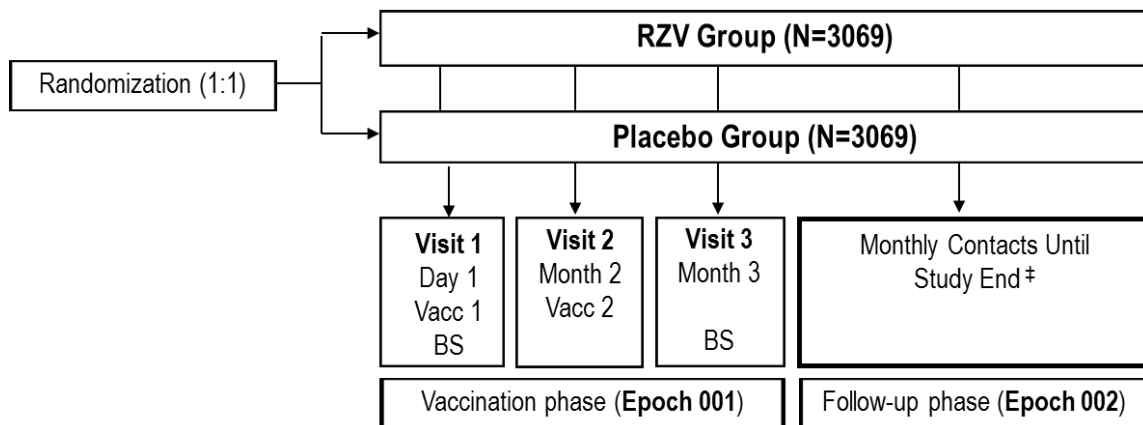 RZV Group (N=3069)
Randomization (1:1)
Placebo Group (N=3069)
Visit 1
Day 1
Vacc 1
BS
Visit 2
Month 2
Vacc 2
Visit 3
Month 3
BS
Monthly Contacts Until
Study End ‡
Vaccination phase (Epoch 001)
Follow-up phase (Epoch 002)